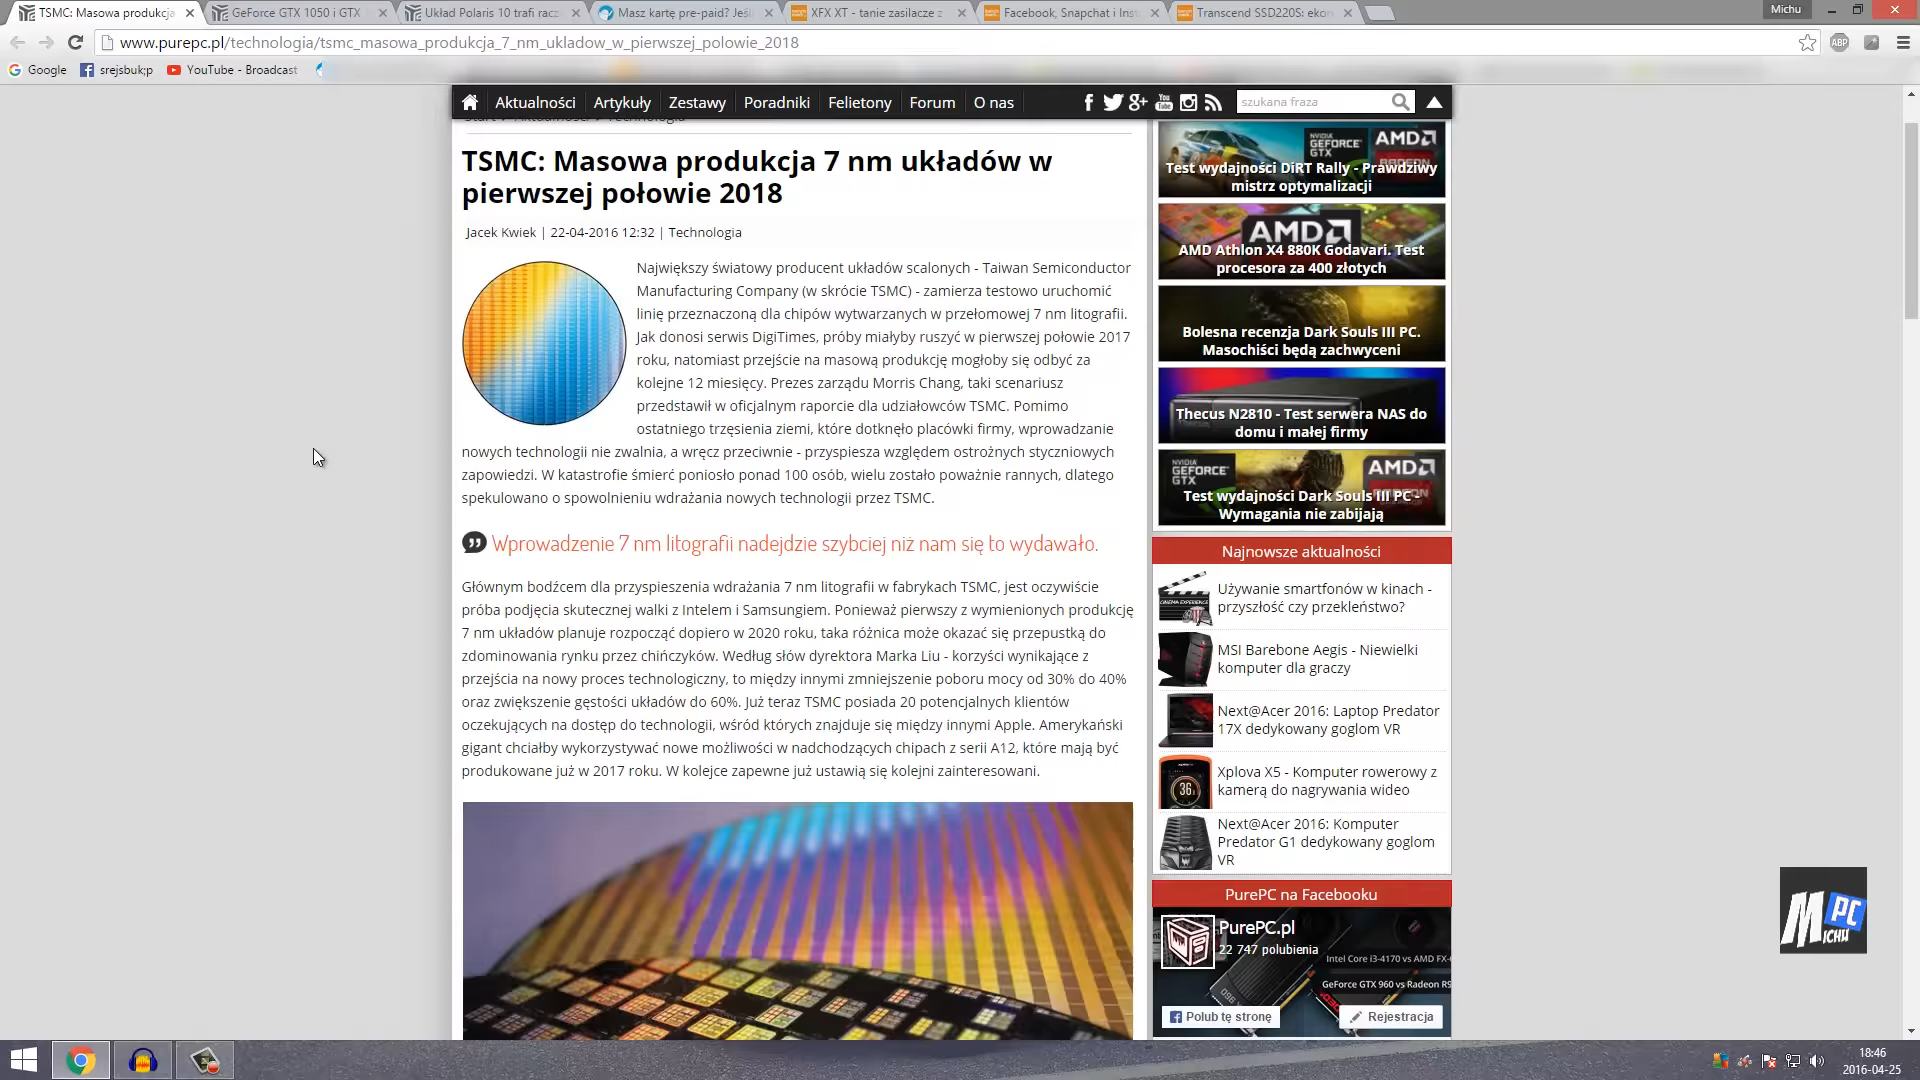 TSMC: Masowa produkcja
GeForce GTX 1050 i GTX
Układ Polaris 10 trafi racz
Masz kartę pre-paid? Jeśli
XFX XT - tanie zasilacze z
Facebook, Snapchat i Inst
Transcend SSD220S: ekon
Michu
www.purepc.pl/technologia/tsmc_masowa_produkcja_7_nm_ukladow_w_pierwszej_polowie_2018
ABP
Google
srejsbuk;p
YouTube - Broadcast
Aktualności
Artykuły
Zestawy
Poradniki
Felietony
Forum
O nas
szukana fraza
TSMC: Masowa produkcja 7 nm układów w
pierwszej połowie 2018
Jacek Kwiek | 22-04-2016 12:32 | Technologia
Największy światowy producent układów scalonych - Taiwan Semiconductor
Manufacturing Company (w skrócie TSMC) - zamierza testowo uruchomić
linię przeznaczoną dla chipów wytwarzanych w przełomowej 7 nm litografii.
Jak donosi serwis DigiTimes, próby miałyby ruszyć w pierwszej połowie 2017
roku, natomiast przejście na masową produkcję mogłoby się odbyć za
kolejne 12 miesięcy. Prezes zarządu Morris Chang, taki scenariusz
przedstawił w oficjalnym raporcie dla udziałowców TSMC. Pomimo
ostatniego trzęsienia ziemi, które dotknęło placówki firmy, wprowadzanie
nowych technologii nie zwalnia, a wręcz przeciwnie - przyspiesza względem ostrożnych styczniowych
zapowiedzi. W katastrofie śmierć poniosło ponad 100 osób, wielu zostało poważnie rannych, dlatego
spekulowano o spowolnieniu wdrażania nowych technologii przez TSMC.
Wprowadzenie 7 nm litografii nadejdzie szybciej niż nam się to wydawało.
Głównym bodźcem dla przyspieszenia wdrażania 7 nm litografii w fabrykach TSMC, jest oczywiście
próba podjęcia skutecznej walki z Intelem i Samsungiem. Ponieważ pierwszy z wymienionych produkcję
7 nm układów planuje rozpocząć dopiero w 2020 roku, taka różnica może okazać się przepustką do
zdominowania rynku przez chińczyków. Według słów dyrektora Marka Liu - korzyści wynikające z
przejścia na nowy proces technologiczny, to między innymi zmniejszenie poboru mocy od 30% do 40%
oraz zwiększenie gęstości układów do 60%. Już teraz TSMC posiada 20 potencjalnych klientów
oczekujących na dostęp do technologii, wśród których znajduje się między innymi Apple. Amerykański
gigant chciałby wykorzystywać nowe możliwości w nadchodzących chipach z serii A12, które mają być
produkowane już w 2017 roku. W kolejce zapewne już ustawią się kolejni zainteresowani.
NVIDIA GEFORCE GTX AMD RADEON
Test wydajności DiRT Rally - Prawdziwy
mistrz optymalizacji
AMD
AMD Athlon X4 880K Godavari. Test
procesora za 400 złotych
Bolesna recenzja Dark Souls III PC.
Masochiści będą zachwyceni
Thecus N2810 - Test serwera NAS do
domu i małej firmy
NVIDIA GEFORCE GTX AMD RADEON
Test wydajności Dark Souls III PC -
Wymagania nie zabijają
Najnowsze aktualności
Używanie smartfonów w kinach -
przyszłość czy przekleństwo?
MSI Barebone Aegis - Niewielki
komputer dla graczy
Next@Acer 2016: Laptop Predator
17X dedykowany goglom VR
Xplova X5 - Komputer rowerowy z
kamerą do nagrywania wideo
Next@Acer 2016: Komputer
Predator G1 dedykowany goglom
VR
PurePC na Facebooku
PurePC.pl
22 747 polubienia
Intel Core i3-4170 vs AMD FX-
GeForce GTX 960 vs Radeon R9
Polub tę stronę
Rejestracja
MICHU PC
18:46
2016-04-25